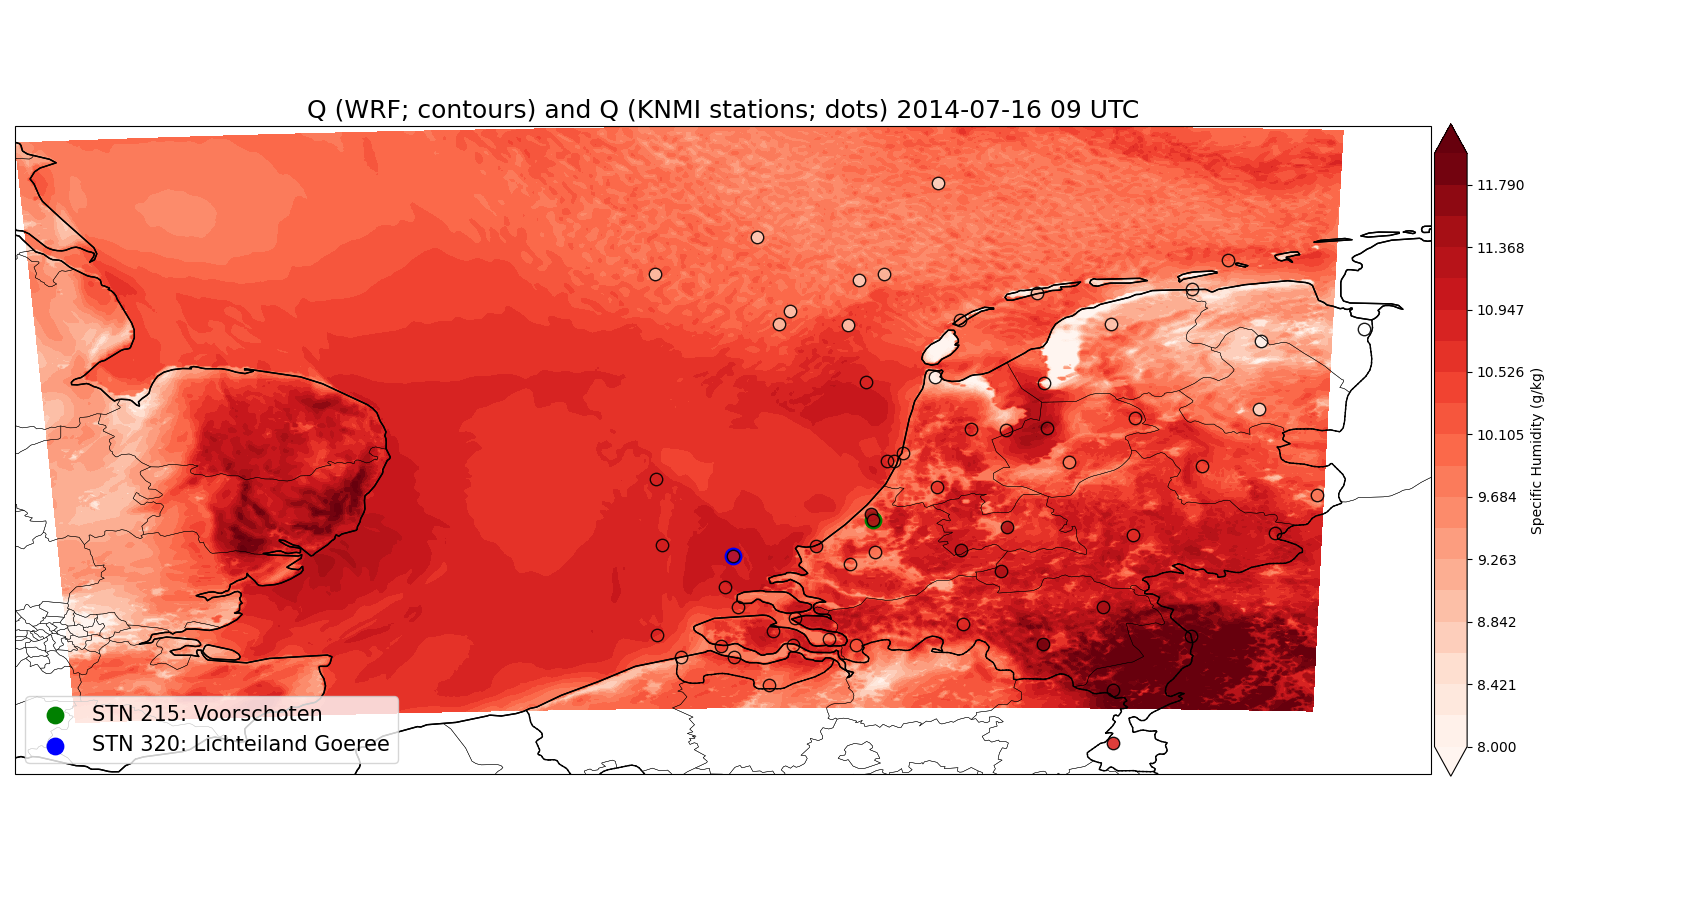 Q (WRF; contours) and Q (KNMI stations; dots) 2014-07-16 09 UTC
11.790
11.368
10.947
10.526
10.105
9.684
9.263
8.842
8.421
8.000
Specific Humidity (g/kg)
STN 215: Voorschoten
STN 320: Lichteiland Goeree